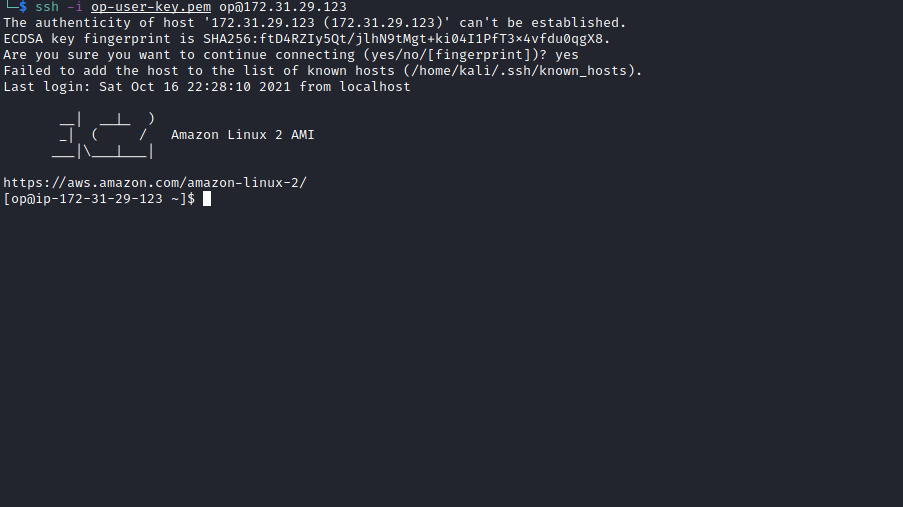 └─$ ssh -i op-user-key.pem op@172.31.29.123
The authenticity of host '172.31.29.123 (172.31.29.123)' can't be established.
ECDSA key fingerprint is SHA256:ftD4RZIy5Qt/jlhN9tMgt+ki04I1PfT3×4vfdu0qgX8.
Are you sure you want to continue connecting (yes/no/[fingerprint])? yes
Failed to add the host to the list of known hosts (/home/kali/.ssh/known_hosts).
Last login: Sat Oct 16 22:28:10 2021 from localhost
       __|  __|_  )
       _|  (     /   Amazon Linux 2 AMI
      ___|\___|___|
https://aws.amazon.com/amazon-linux-2/
[op@ip-172-31-29-123 ~]$